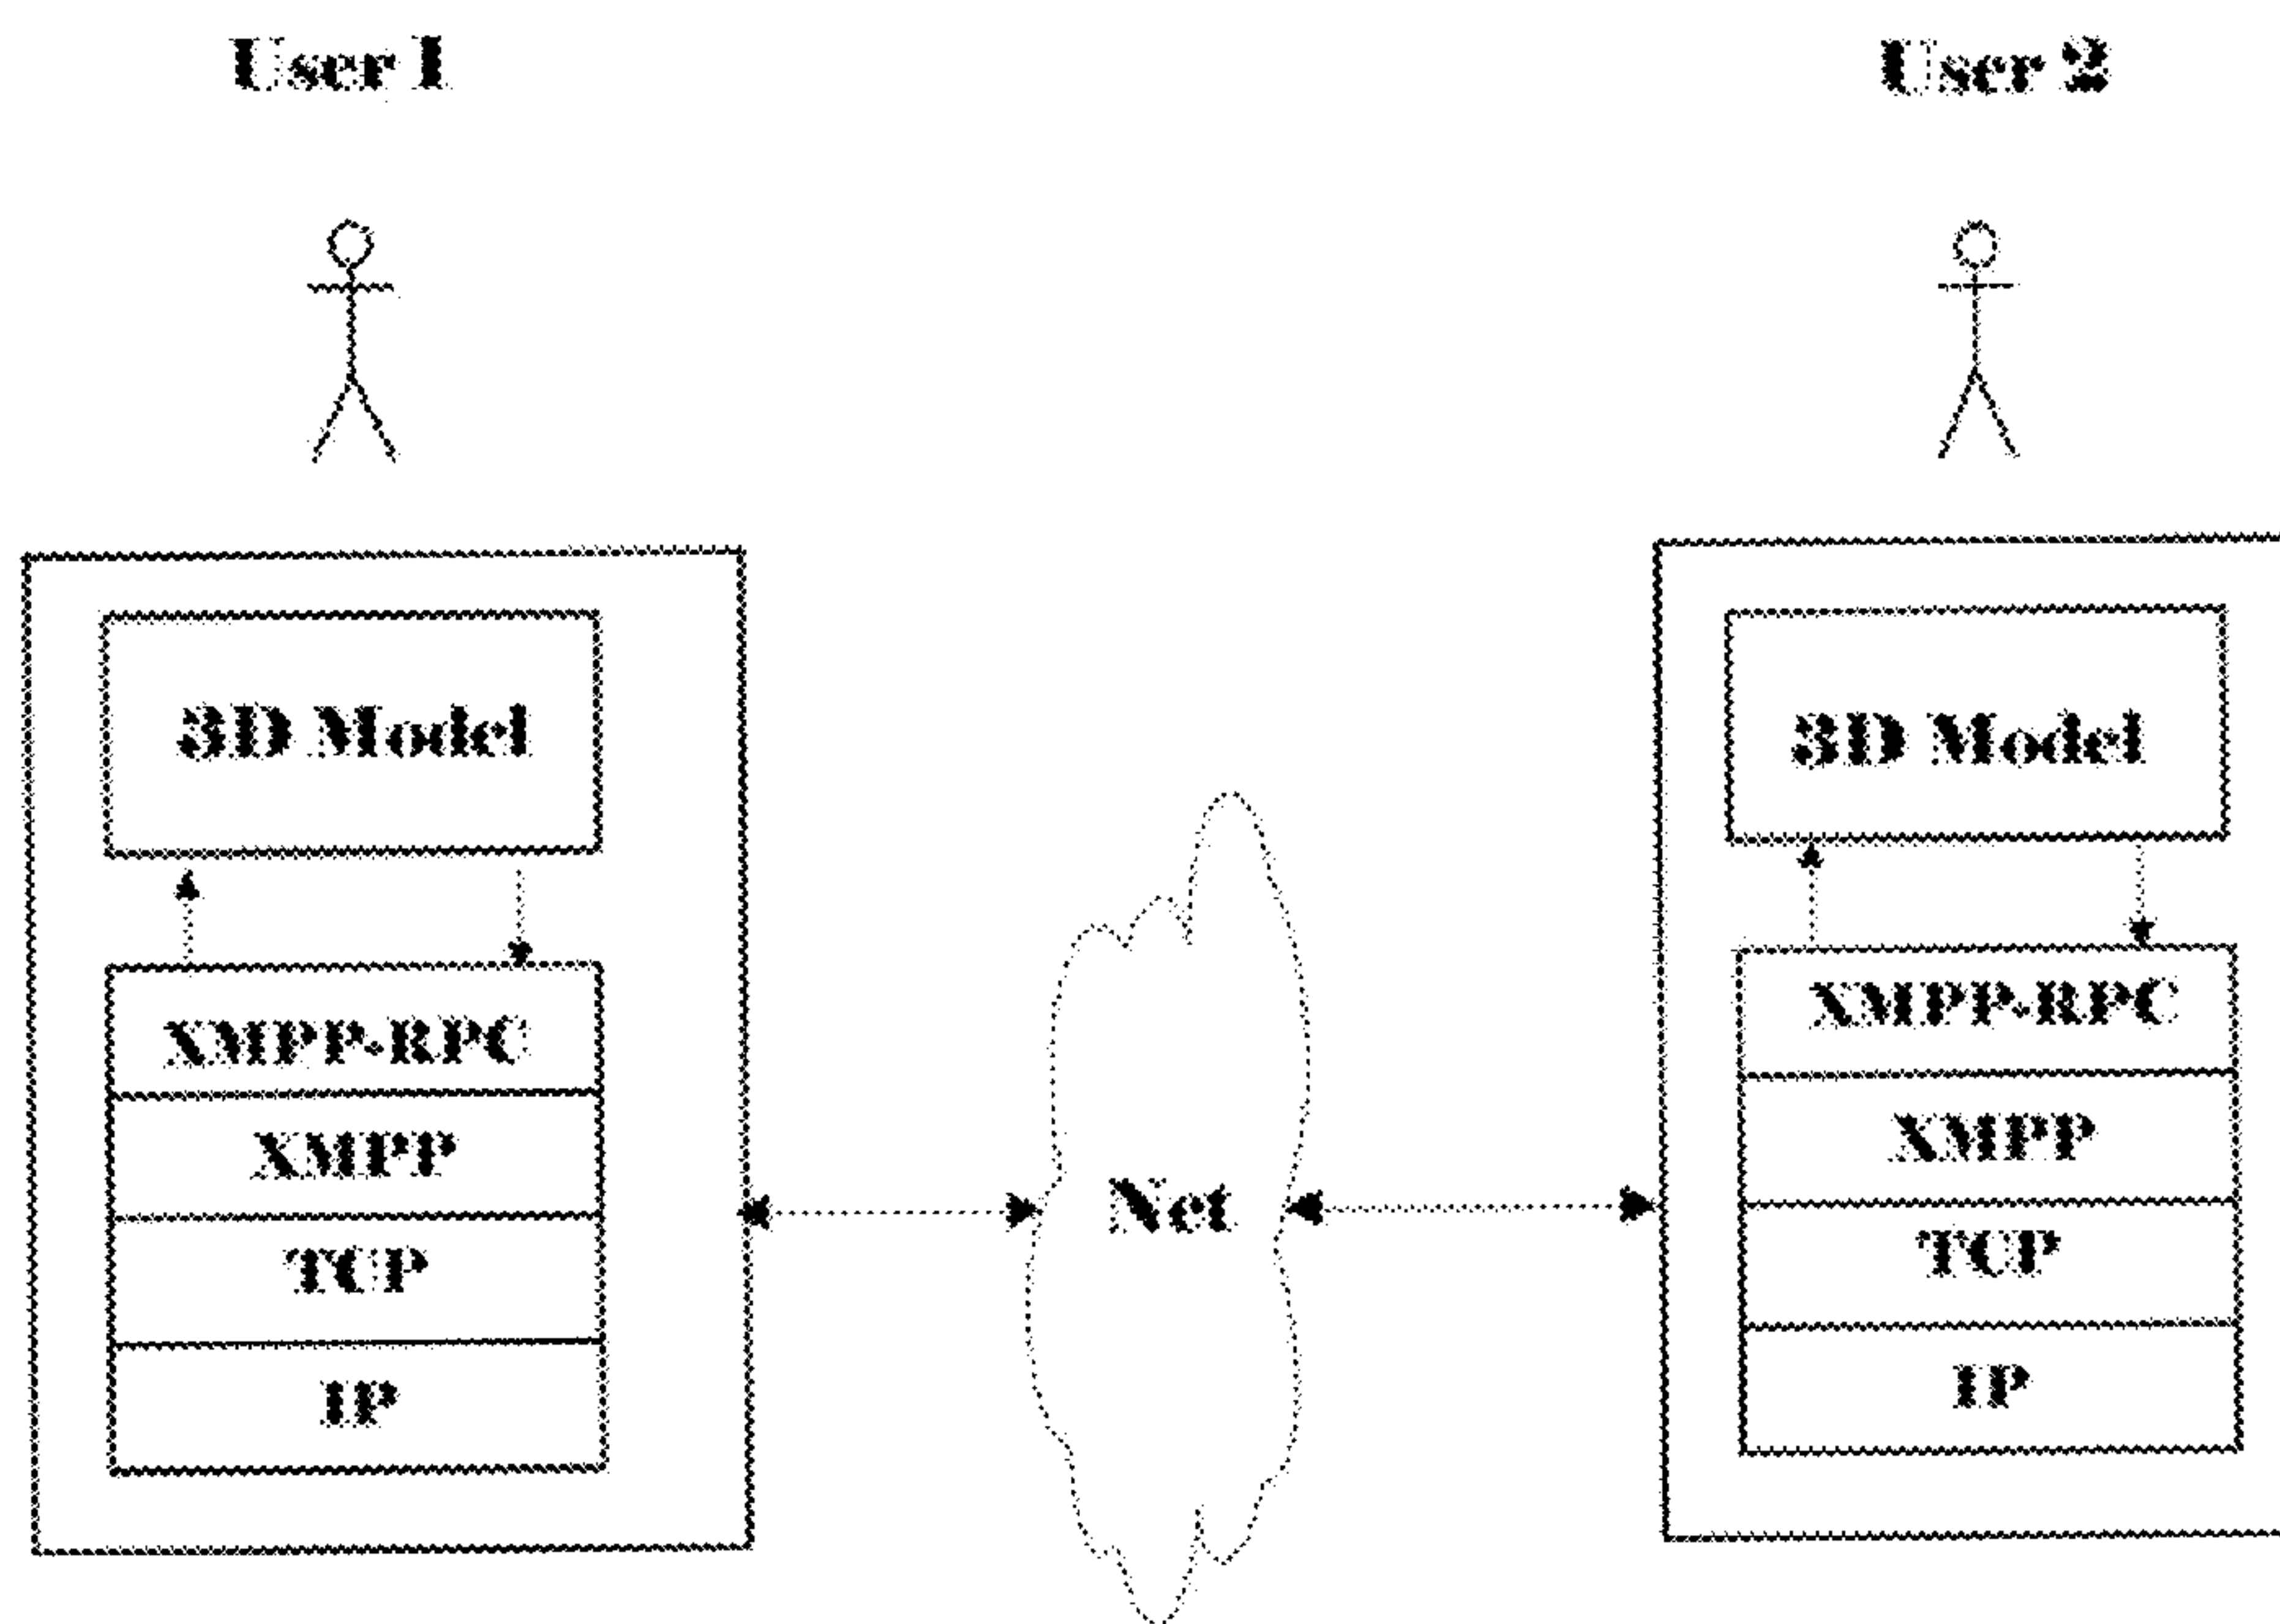 User 1
User 2
3D Model
XMPP-RPC
XMPP
TCP
IP
Net
3D Model
XMPP-RPC
XMPP
TCP
IP